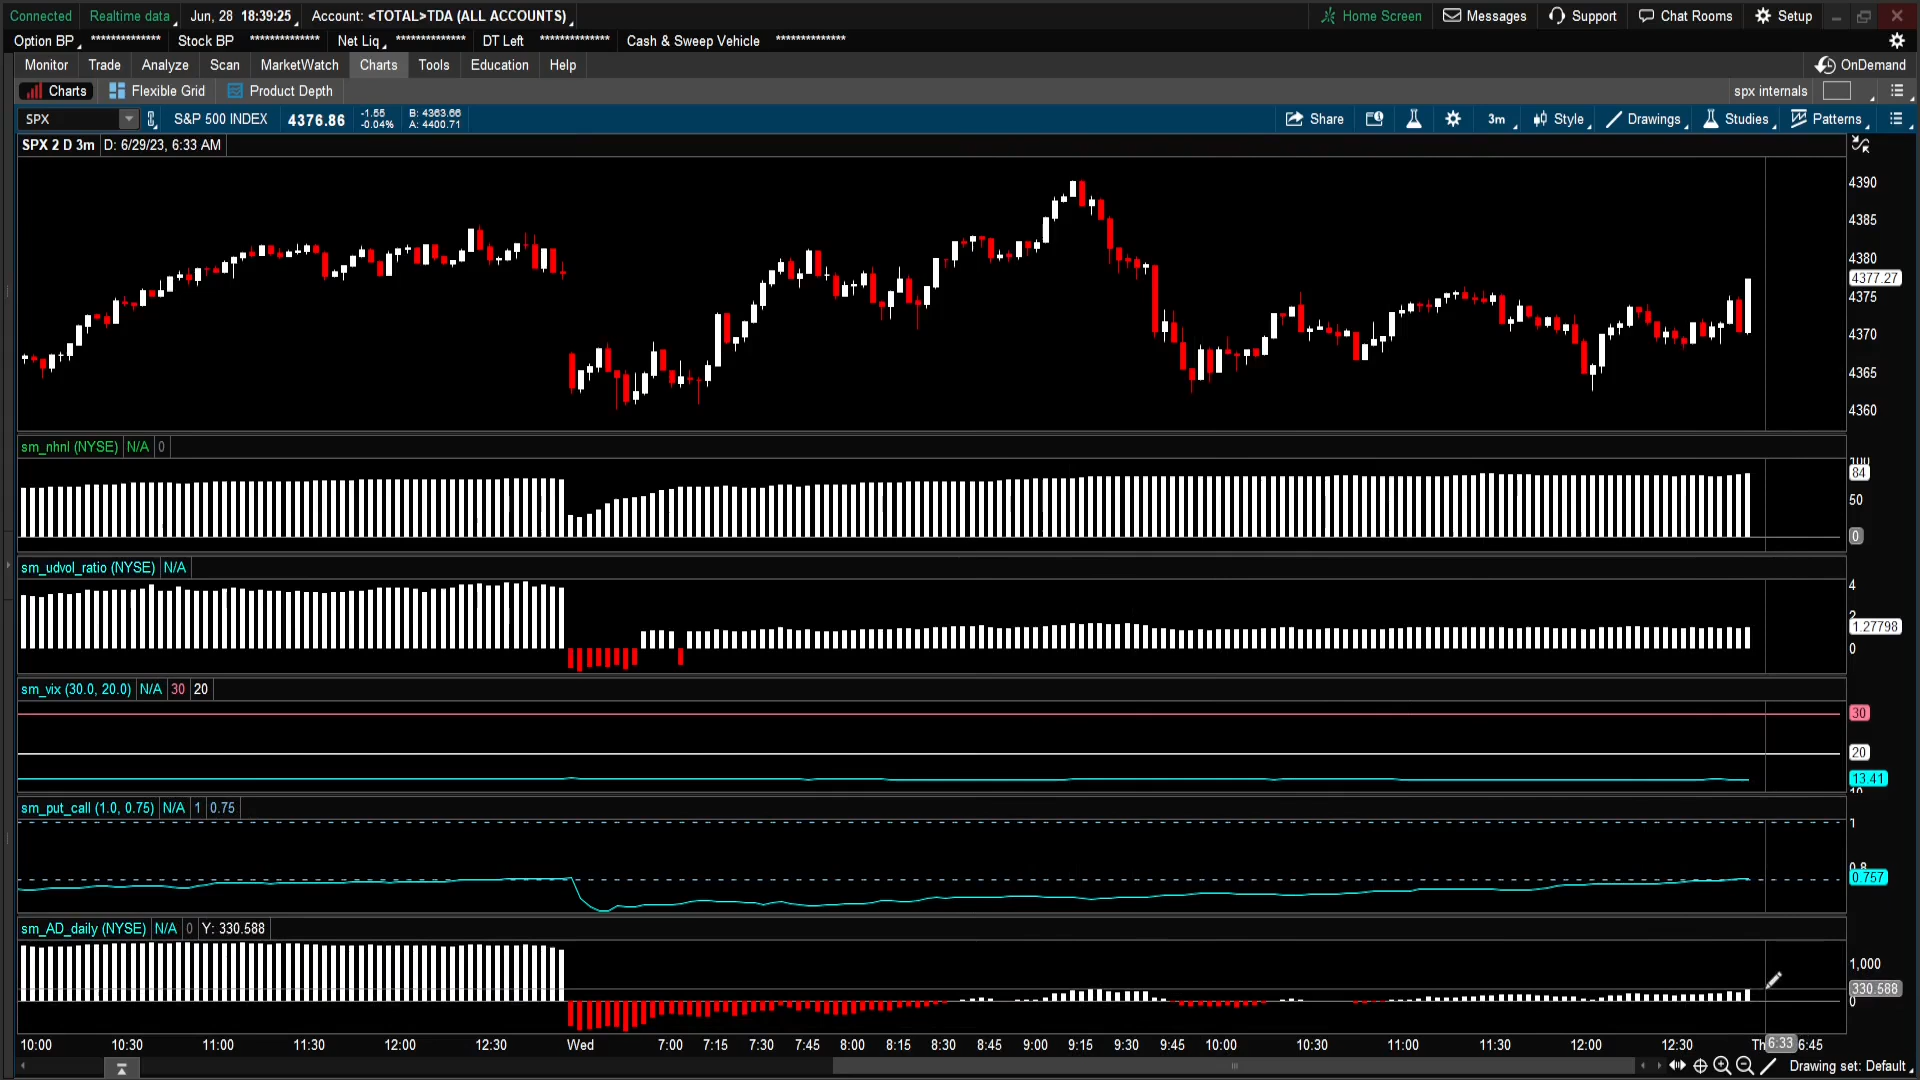 Connected Realtime data Jun, 28 18:39:25 Account: <TOTAL>TDA (ALL ACCOUNTS) Home Screen Messages Support Chat Rooms Setup
Option BP ************** Stock BP ************** Net Liq ************** DT Left ************** Cash & Sweep Vehicle **************
Monitor Trade Analyze Scan MarketWatch Charts Tools Education Help OnDemand
Charts Flexible Grid Product Depth spx internals
SPX S&P 500 INDEX 4376.86 -1.55 B: 4363.66 Share 3m Style Drawings Studies Patterns
-0.04% A: 4400.71
SPX 2 D 3m D: 6/29/23, 6:33 AM
4390
4385
4380
4377.27
4375
4370
4365
4360
sm_nhnl (NYSE) N/A 0
100
84
50
0
sm_udvol_ratio (NYSE) N/A
4
2
1.27798
0
sm_vix (30.0, 20.0) N/A 30 20
30
20
13.41
10
sm_put_call (1.0, 0.75) N/A 1 0.75
1
0.8
0.757
sm_AD_daily (NYSE) N/A 0 Y: 330.588
1,000
330.588
0
10:00 10:30 11:00 11:30 12:00 12:30 Wed 7:00 7:15 7:30 7:45 8:00 8:15 8:30 8:45 9:00 9:15 9:30 9:45 10:00 10:30 11:00 11:30 12:00 12:30 Th 6:33 6:45
Drawing set: Default